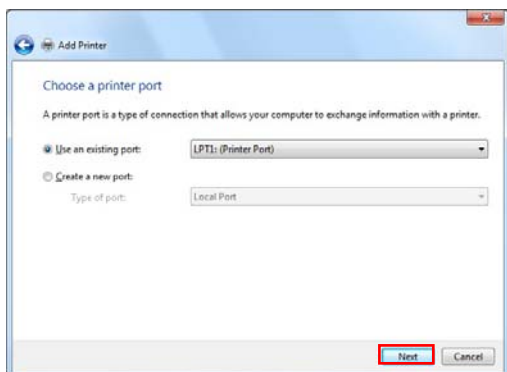 Add Printer
Choose a printer port
A printer port is a type of connection that allows your computer to exchange information with a printer.
Use an existing port: LPT1: (Printer Port)
Create a new port:
Type of port: Local Port
Next Cancel